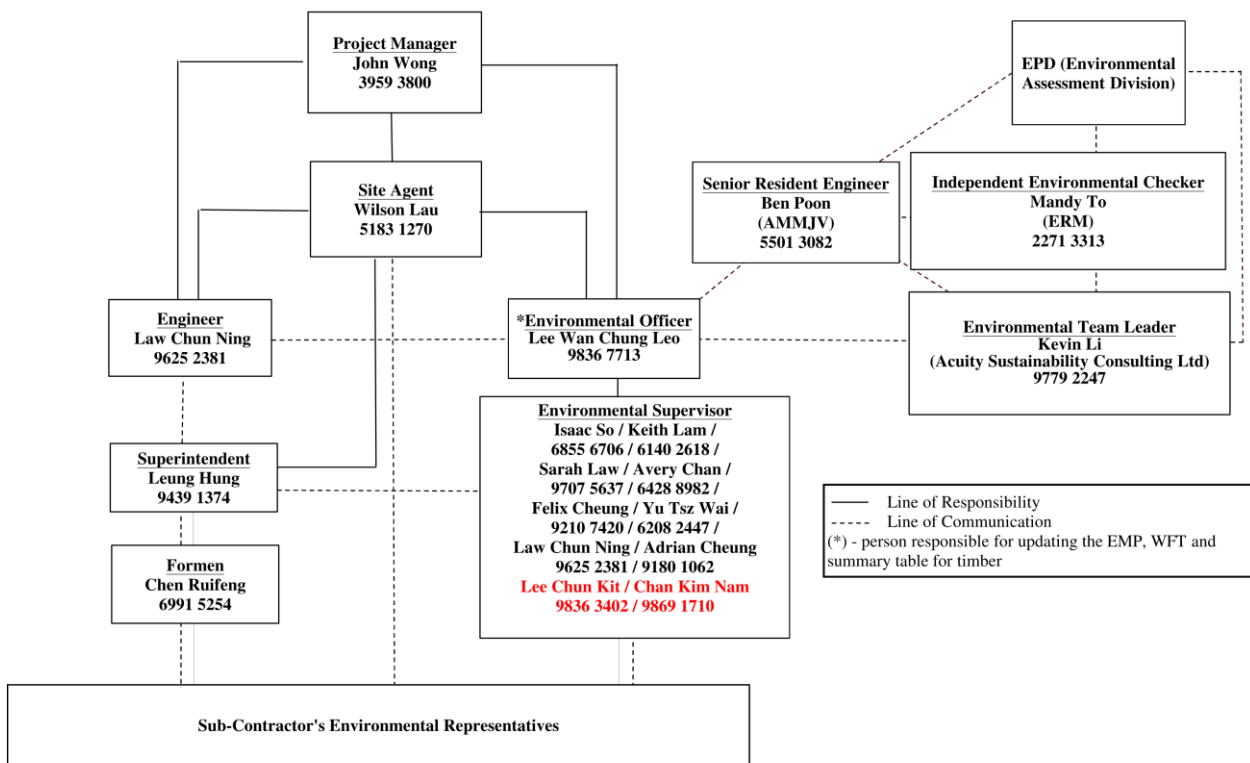 Project Manager
John Wong
3959 3800
EPD (Environmental
Assessment Division)
Site Agent
Wilson Lau
5183 1270
Senior Resident Engineer
Ben Poon
(AMMJV)
5501 3082
Independent Environmental Checker
Mandy To
(ERM)
2271 3313
Engineer
Law Chun Ning
9625 2381
*Environmental Officer
Lee Wan Chung Leo
9836 7713
Environmental Team Leader
Kevin Li
(Acuity Sustainability Consulting Ltd)
9779 2247
Environmental Supervisor
Isaac So / Keith Lam /
6855 6706 / 6140 2618 /
Sarah Law / Avery Chan /
9707 5637 / 6428 8982 /
Felix Cheung / Yu Tsz Wai /
9210 7420 / 6208 2447 /
Law Chun Ning / Adrian Cheung
9625 2381 / 9180 1062
Lee Chun Kit / Chan Kim Nam
9836 3402 / 9869 1710
Superintendent
Leung Hung
9439 1374
Formen
Chen Ruifeng
6991 5254
Line of Responsibility
Line of Communication
(*) - person responsible for updating the EMP, WFT and
summary table for timber
Sub-Contractor's Environmental Representatives